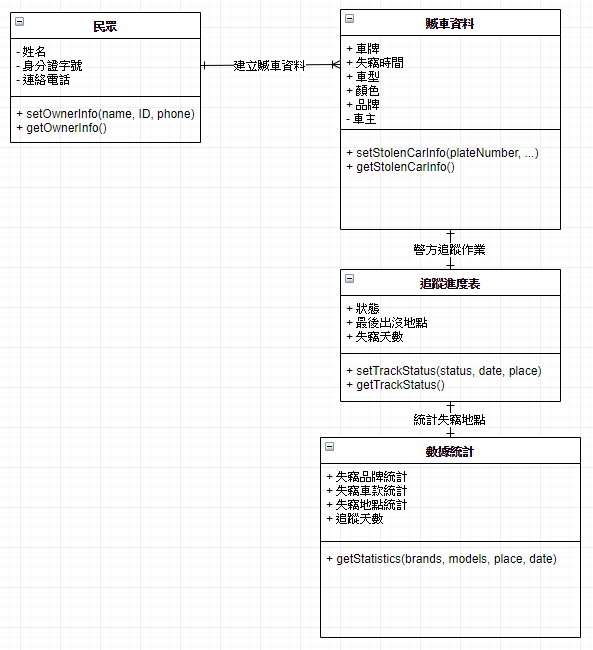 民眾
- 姓名
- 身分證字號
- 連絡電話
+ setOwnerInfo(name, ID, phone)
+ getOwnerInfo()
建立贓車資料
贓車資料
+ 車牌
+ 失竊時間
+ 車型
+ 顏色
+ 品牌
- 車主
+ setStolenCarInfo(plateNumber, ...)
+ getStolenCarInfo()
警方追蹤作業
追蹤進度表
+ 狀態
+ 最後出沒地點
+ 失竊天數
+ setTrackStatus(status, date, place)
+ getTrackStatus()
統計失竊地點
數據統計
+ 失竊品牌統計
+ 失竊車款統計
+ 失竊地點統計
+ 追蹤天數
+ getStatistics(brands, models, place, date)